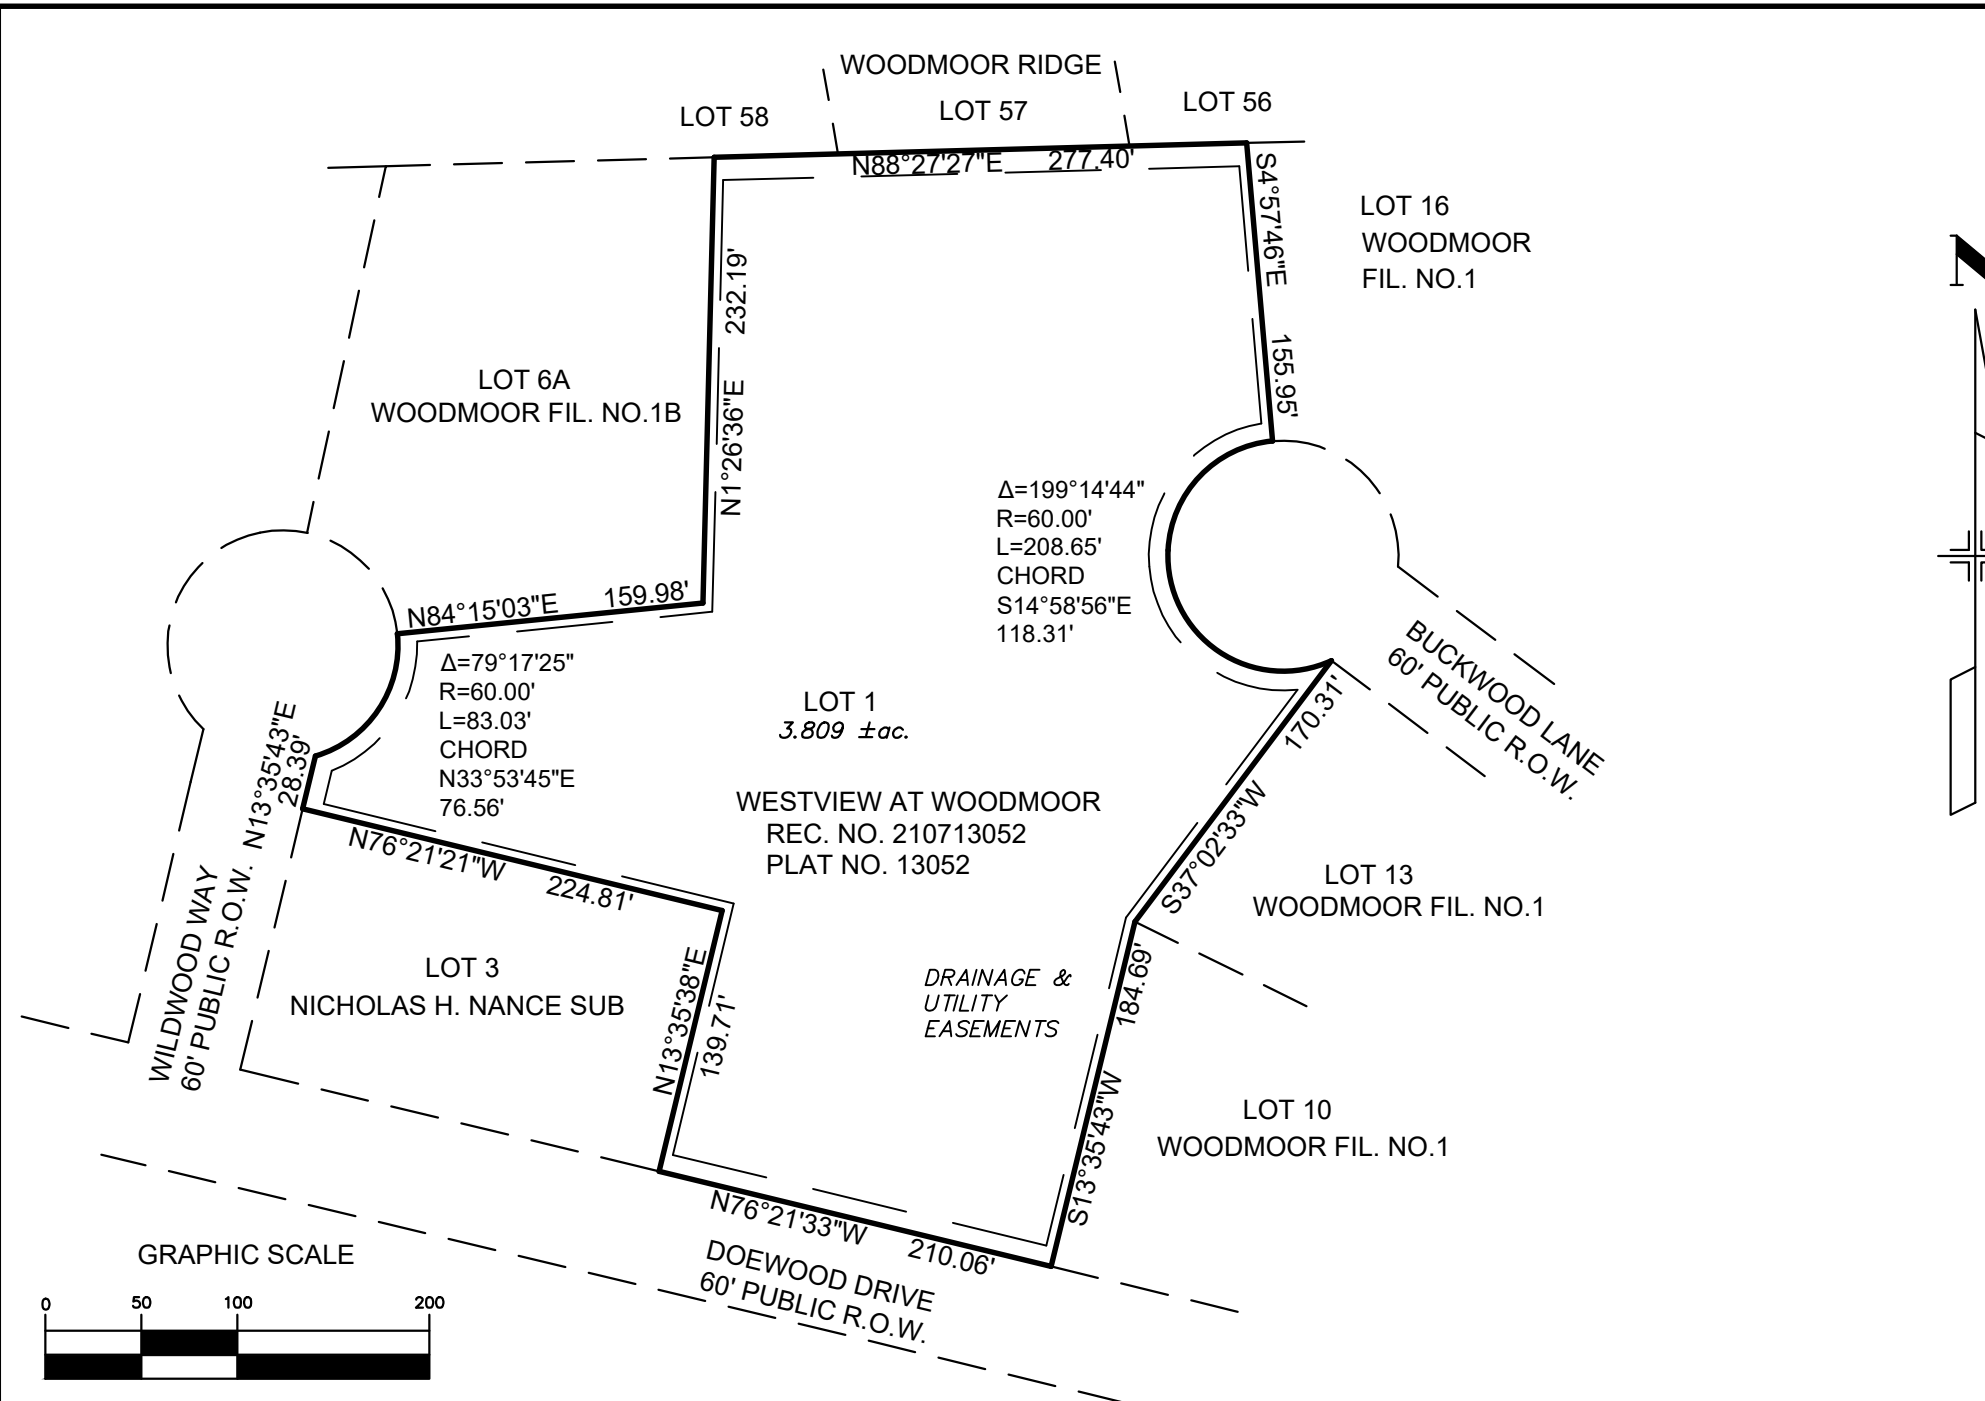 WOODMOOR RIDGE
LOT 58
LOT 57
LOT 56
N88°27'27"E 277.40'
S4°57'46"E 155.95'
LOT 16
WOODMOOR
FIL. NO.1
N
232.19'
N1°26'36"E
LOT 6A
WOODMOOR FIL. NO.1B
Δ=199°14'44"
R=60.00'
L=208.65'
CHORD
S14°58'56"E
118.31'
N84°15'03"E 159.98'
Δ=79°17'25"
R=60.00'
L=83.03'
CHORD
N33°53'45"E
76.56'
BUCKWOOD LANE
60' PUBLIC R.O.W.
LOT 1
3.809 ±ac.
N13°35'43"E
28.39'
170.31'
S37°02'33"W
WESTVIEW AT WOODMOOR
REC. NO. 210713052
PLAT NO. 13052
N76°21'21"W 224.81'
LOT 13
WOODMOOR FIL. NO.1
WILDWOOD WAY
60' PUBLIC R.O.W.
LOT 3
NICHOLAS H. NANCE SUB
N13°35'38"E
139.71'
DRAINAGE &
UTILITY
EASEMENTS
184.69'
S13°35'43"W
LOT 10
WOODMOOR FIL. NO.1
N76°21'33"W 210.06'
DOEWOOD DRIVE
60' PUBLIC R.O.W.
GRAPHIC SCALE
0 50 100 200